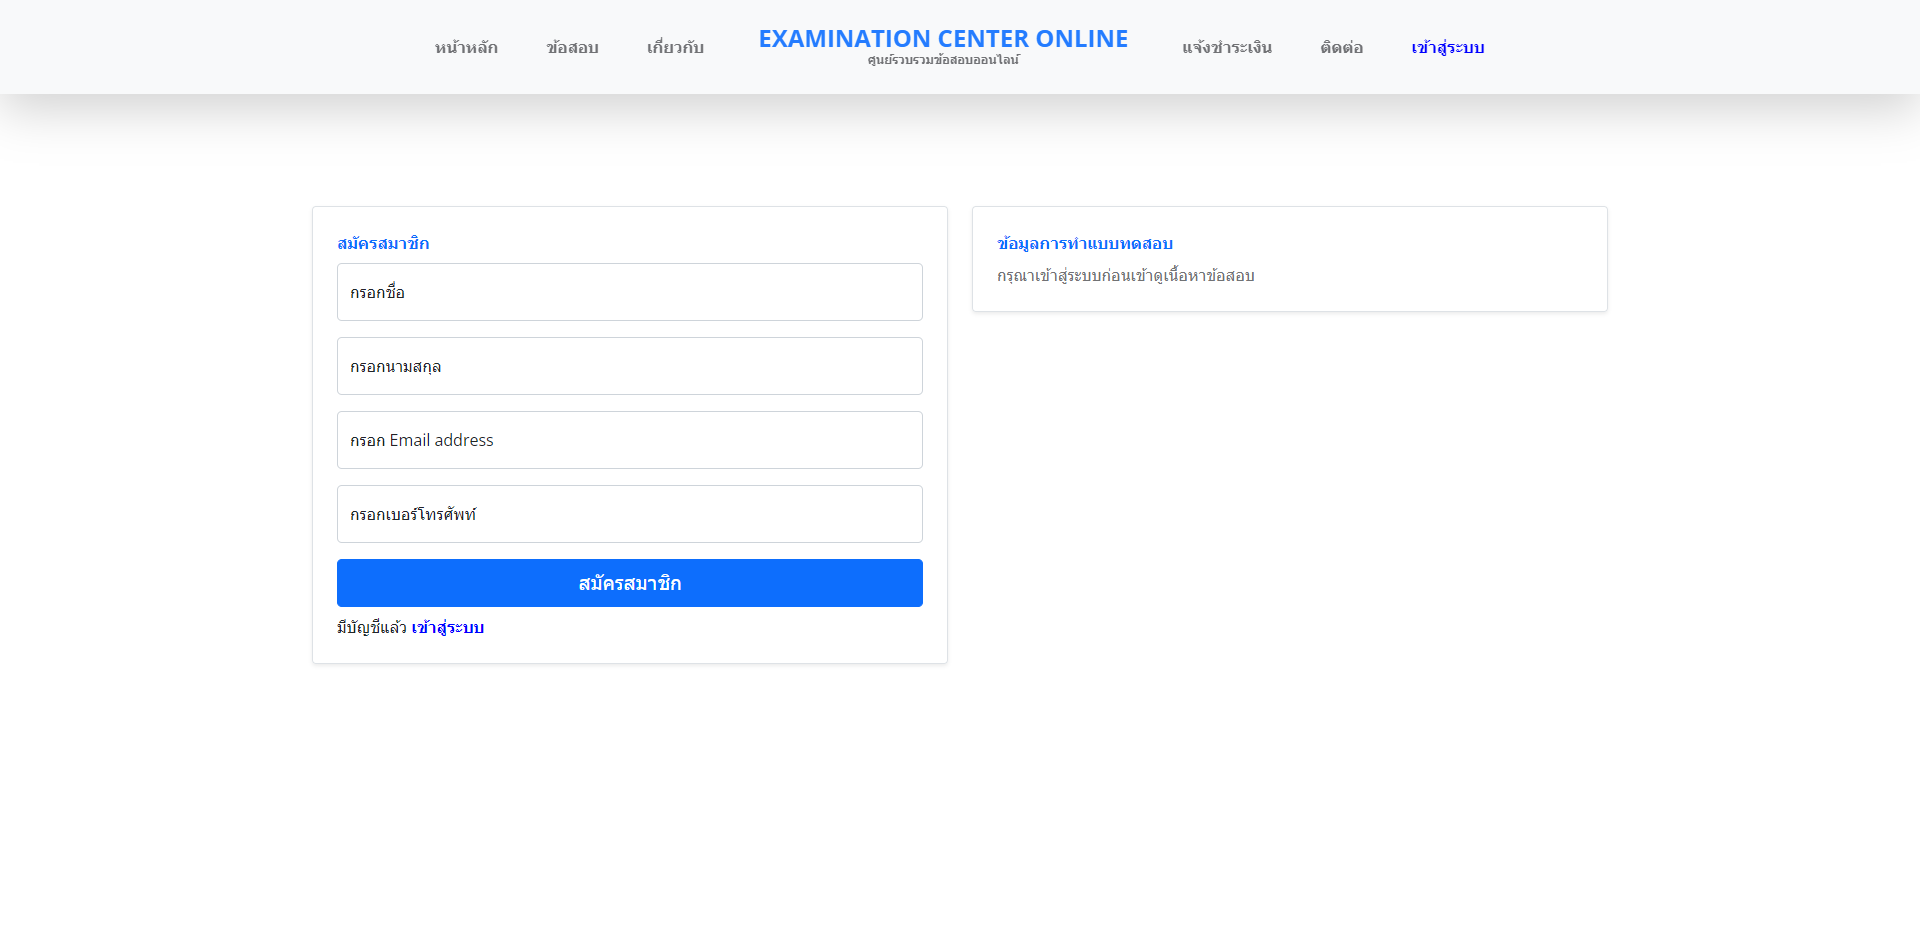 หน้าหลัก ข้อสอบ เกี่ยวกับ
EXAMINATION CENTER ONLINE
ศูนย์รวบรวมข้อสอบออนไลน์
แจ้งชำระเงิน ติดต่อ เข้าสู่ระบบ
สมัครสมาชิก
กรอกชื่อ
กรอกนามสกุล
กรอก Email address
กรอกเบอร์โทรศัพท์
สมัครสมาชิก
มีบัญชีแล้ว เข้าสู่ระบบ
ข้อมูลการทำแบบทดสอบ
กรุณาเข้าสู่ระบบก่อนเข้าดูเนื้อหาข้อสอบ